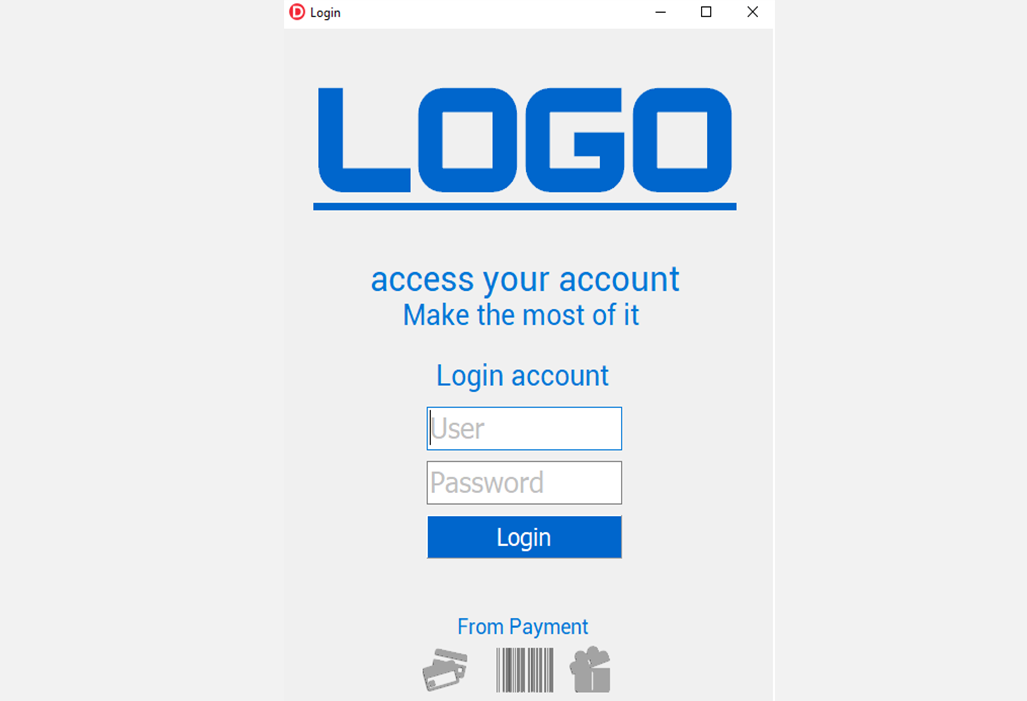 Login
LOGO
access your account
Make the most of it
Login account
User
Password
Login
From Payment